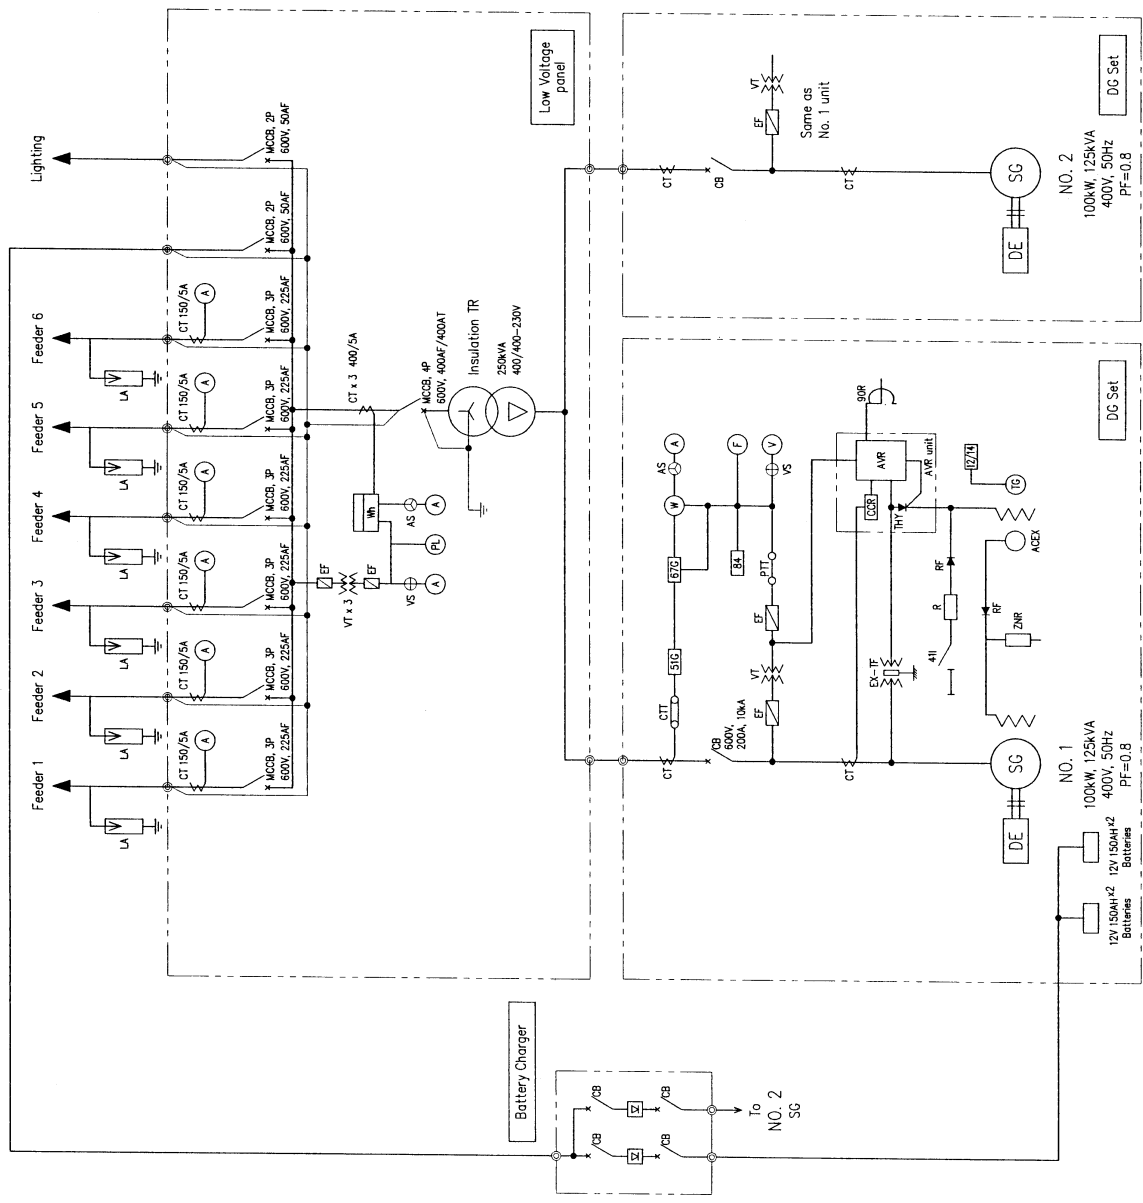 Feeder 1
Feeder 2
Feeder 3
Feeder 4
Feeder 5
Feeder 6
Lighting
LA
LA
LA
LA
LA
LA
CT 150/5A
A
CT 150/5A
A
CT 150/5A
A
CT 150/5A
A
CT 150/5A
A
CT 150/5A
A
MCCB, 3P
600V, 225AF
MCCB, 3P
600V, 225AF
MCCB, 3P
600V, 225AF
MCCB, 3P
600V, 225AF
MCCB, 3P
600V, 225AF
MCCB, 3P
600V, 225AF
MCCB, 2P
600V, 50AF
MCCB, 2P
600V, 50AF
EF
VT x 3
EF
VS
A
PL
AS
A
Wh
CT x 3 400/5A
MCCB, 4P
600V, 400AF/400AT
Insulation TR
250kVA
400/400-230V
Low Voltage
panel
Battery Charger
CB
CB
CB
CB
To
NO. 2
SG
CT
CTT
51G
67G
W
AS
A
84
F
CB
600V,
200A, 10kA
EF
VT
EF
PTT
VS
V
CT
CCR
AVR
AVR unit
90R
THY
EX-TF
41I
R
RF
12/14
TG
ACEX
RF
ZNR
SG
DE
NO. 1
100kW, 125kVA
400V, 50Hz
PF=0.8
12V 150AHx2
Batteries
12V 150AHx2
Batteries
DG Set
CT
CB
EF
VT
Same as
No. 1 unit
CT
SG
DE
NO. 2
100kW, 125kVA
400V, 50Hz
PF=0.8
DG Set